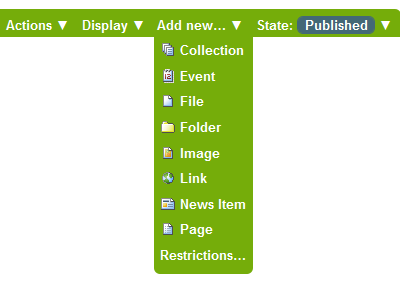 Actions ▼ Display ▼ Add new... ▼ State: Published ▼
Collection
Event
File
Folder
Image
Link
News Item
Page
Restrictions...